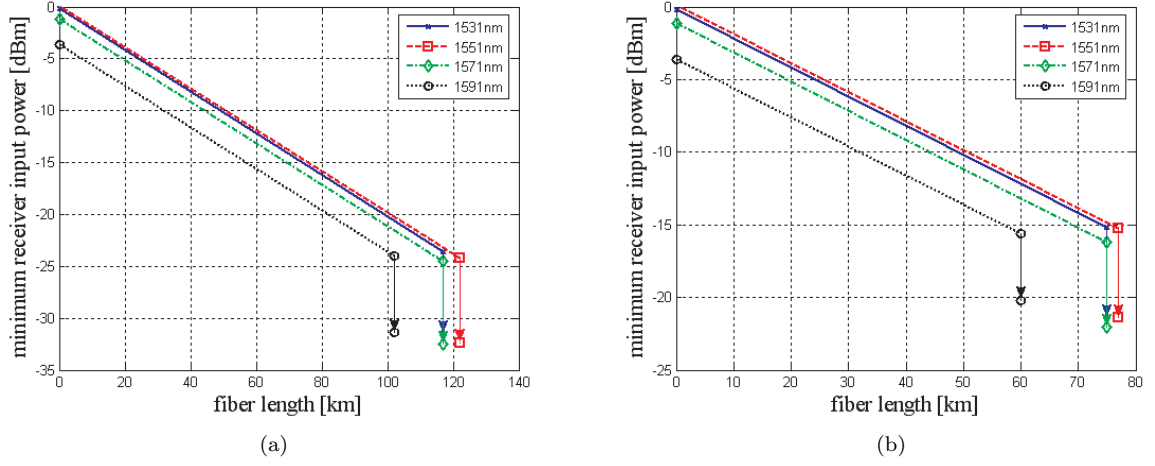 minimum receiver input power [dBm]
0
-5
-10
-15
-20
-25
-30
-35
0 20 40 60 80 100 120 140
fiber length [km]
1531nm
1551nm
1571nm
1591nm
(a)
minimum receiver input power [dBm]
0
-5
-10
-15
-20
-25
0 10 20 30 40 50 60 70 80
fiber length [km]
1531nm
1551nm
1571nm
1591nm
(b)